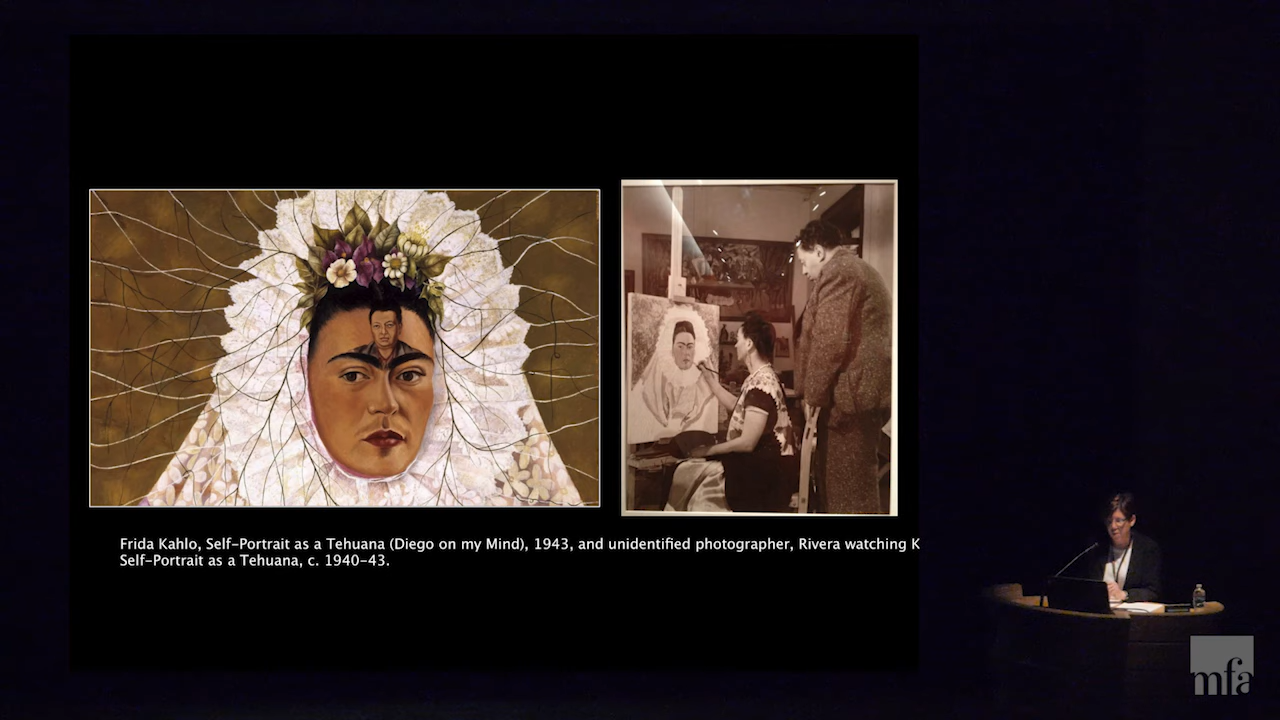 Frida Kahlo, Self-Portrait as a Tehuana (Diego on my Mind), 1943, and unidentified photographer, Rivera watching K
Self-Portrait as a Tehuana, c. 1940-43.
mfa